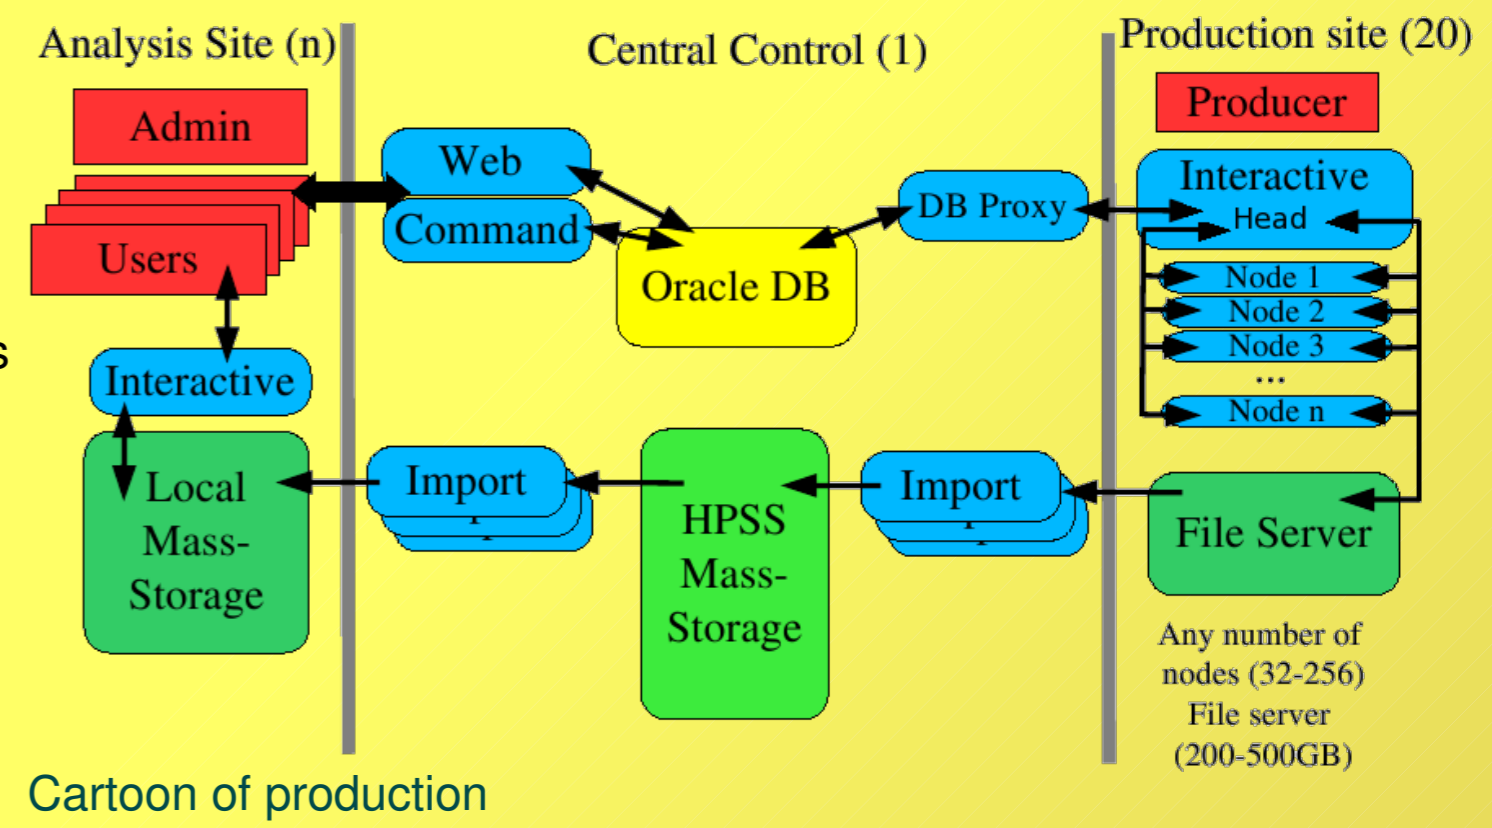 Analysis Site (n)
Central Control (1)
Production site (20)
Admin
Users
Interactive
Local
Mass-
Storage
Web
Command
Oracle DB
DB Proxy
Import
HPSS
Mass-
Storage
Import
Producer
Interactive
Head
Node 1
Node 2
Node 3
...
Node n
File Server
Any number of
nodes (32-256)
File server
(200-500GB)
s
Cartoon of production